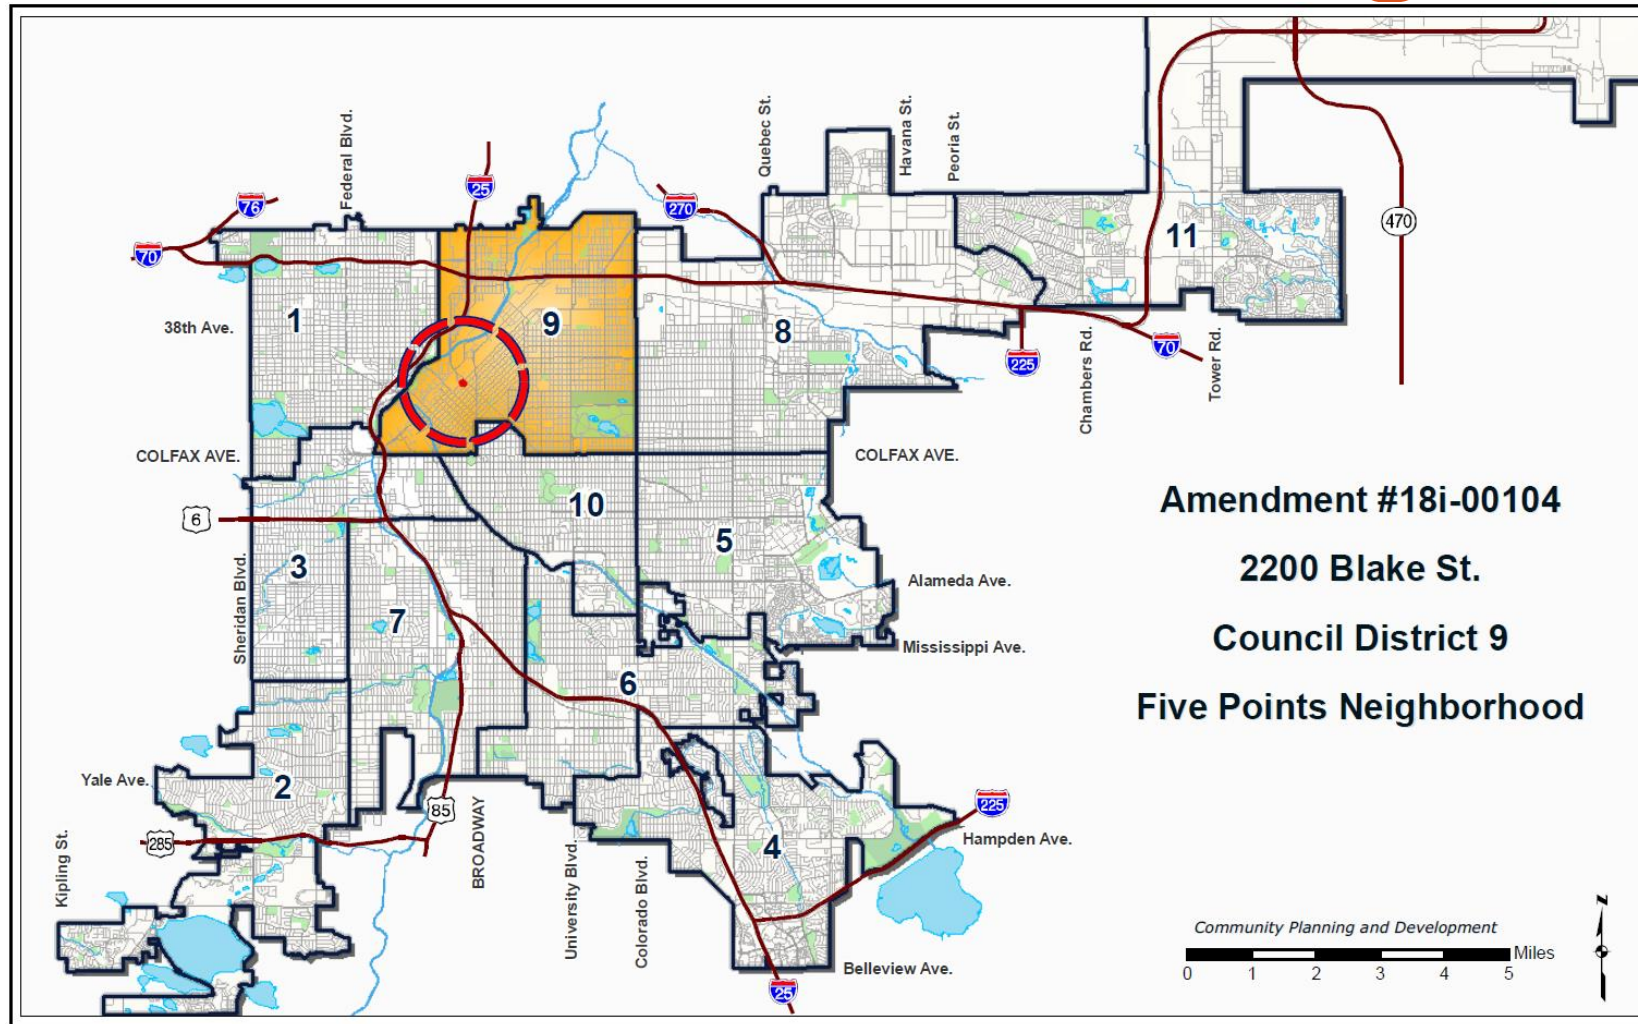 Federal Blvd.
Quebec St.
Havana St.
Peoria St.
25
76
270
70
470
11
1
9
8
38th Ave.
225
Chambers Rd.
70
Tower Rd.
COLFAX AVE.
COLFAX AVE.
6
10
5
3
Sheridan Blvd.
7
Alameda Ave.
Mississippi Ave.
6
Amendment #18i-00104
2200 Blake St.
Council District 9
Five Points Neighborhood
Yale Ave.
2
85
BROADWAY
285
225
Hampden Ave.
4
Kipling St.
University Blvd.
Colorado Blvd.
Belleview Ave.
25
Community Planning and Development
Miles
0 1 2 3 4 5
N